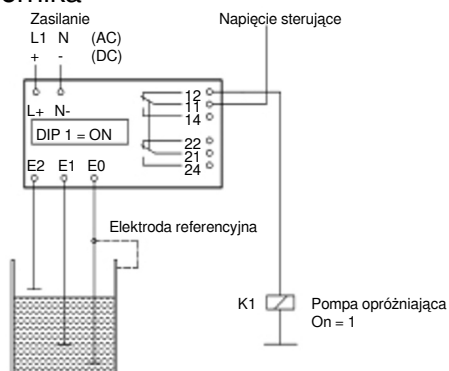 Zasilanie
Napięcie sterujące
L1 N (AC)
+ - (DC)
12
11
14
L+ N-
DIP 1 = ON
22
21
24
E2 E1 E0
Elektroda referencyjna
K1
Pompa opróżniająca
On = 1